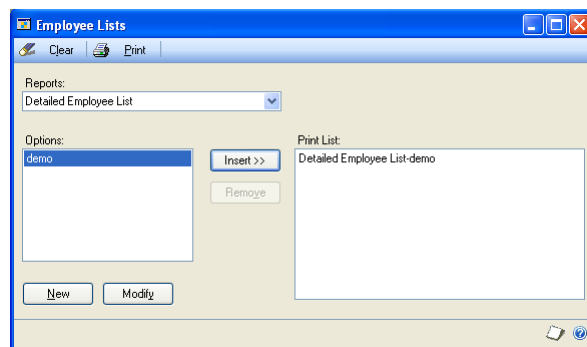 Employee Lists
Clear Print
Reports:
Detailed Employee List
Options: Print List:
demo Insert >> Detailed Employee List-demo
Remove
New Modify